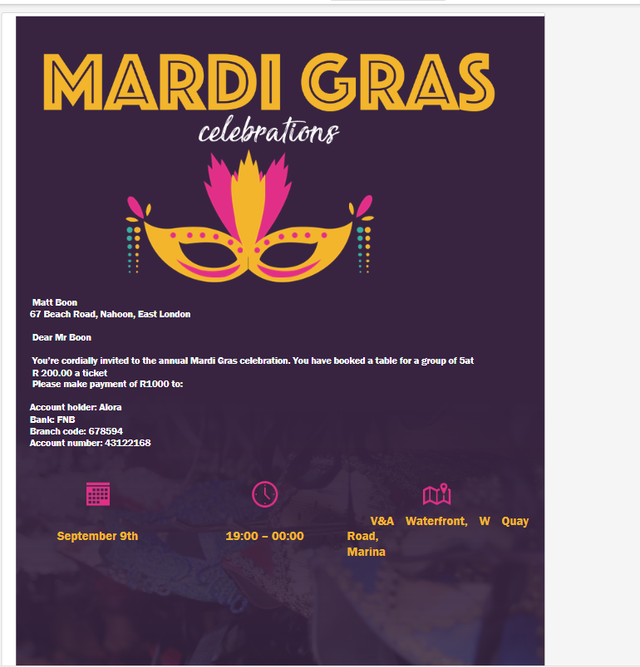 MARDI GRAS
celebrations
Matt Boon
67 Beach Road, Nahoon, East London
Dear Mr Boon
You're cordially invited to the annual Mardi Gras celebration. You have booked a table for a group of 5at
R 200.00 a ticket
Please make payment of R1000 to:
Account holder: Alora
Bank: FNB
Branch code: 678594
Account number: 43122168
September 9th
19:00 – 00:00
V&A Waterfront, W Quay
Road,
Marina